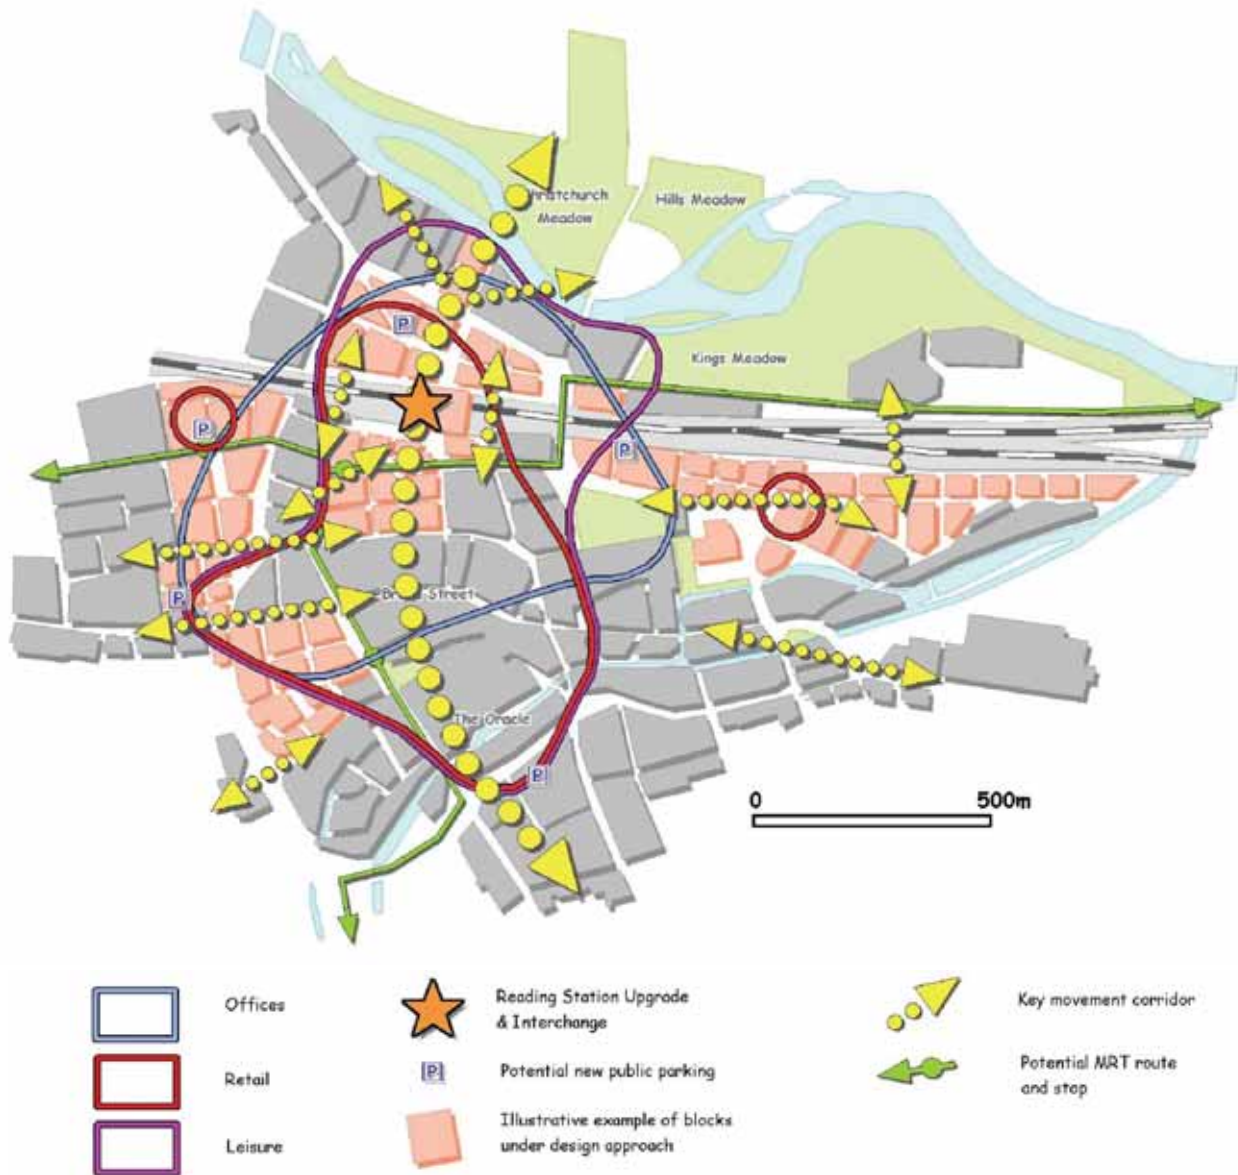 Meadow
Hills Meadow
P
Kings Meadow
P
P
P
Street
The Oracle
P
0 500m
Offices
Retail
Leisure
Reading Station Upgrade
& Interchange
P Potential new public parking
Illustrative example of blocks
under design approach
Key movement corridor
Potential MRT route
and stop